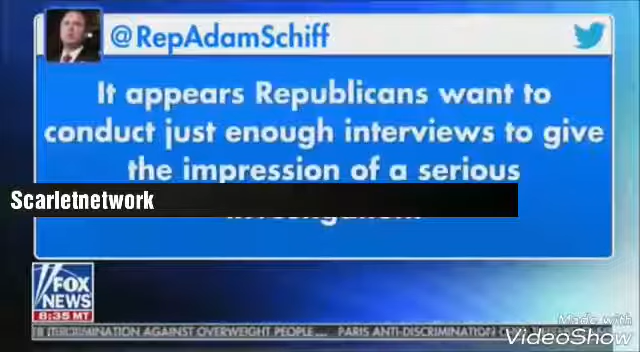 @RepAdamSchiff
It appears Republicans want to
conduct just enough interviews to give
the impression of a serious
Scarletnetwork
FOX
NEWS
8:35 MT
AGAINST OVERWEIGHT PEOPLE... PARIS ANTI-DISCRIMINATION
Made with
VideoShow